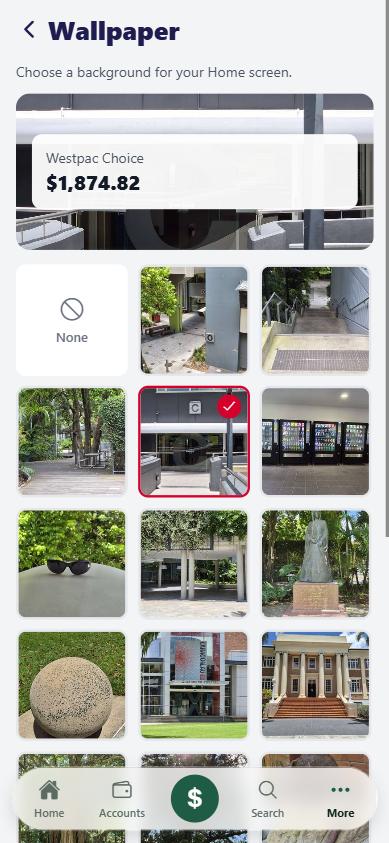 Wallpaper
Choose a background for your Home screen.
Westpac Choice
$1,874.82
None
C
C
$
Home
Accounts
Search
More